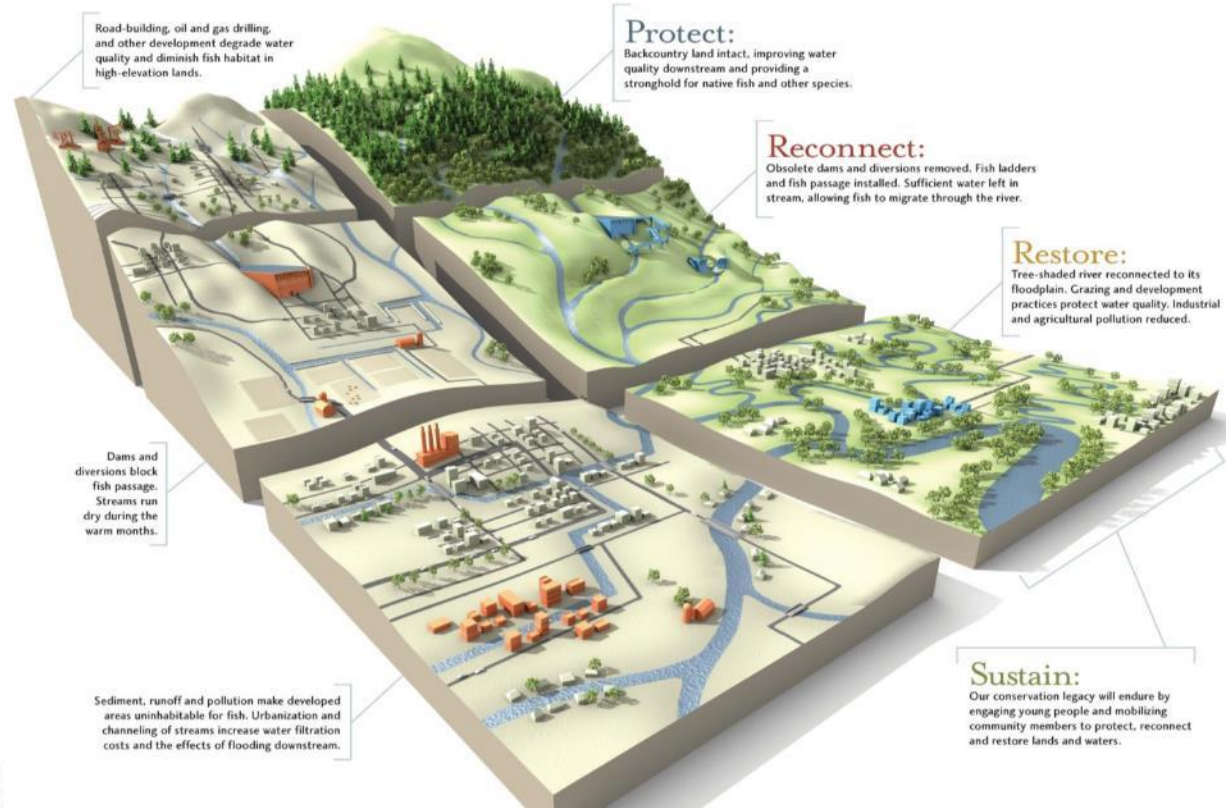 Road-building, oil and gas drilling,
and other development degrade water
quality and diminish fish habitat in
high-elevation lands.
Protect:
Backcountry land intact, improving water
quality downstream and providing a
stronghold for native fish and other species.
Reconnect:
Obsolete dams and diversions removed. Fish ladders
and fish passage installed. Sufficient water left in
stream, allowing fish to migrate through the river.
Restore:
Tree-shaded river reconnected to its
floodplain. Grazing and development
practices protect water quality. Industrial
and agricultural pollution reduced.
Dams and
diversions block
fish passage.
Streams run
dry during the
warm months.
Sediment, runoff and pollution make developed
areas uninhabitable for fish. Urbanization and
channeling of streams increase water filtration
costs and the effects of flooding downstream.
Sustain:
Our conservation legacy will endure by
engaging young people and mobilizing
community members to protect, reconnect
and restore lands and waters.